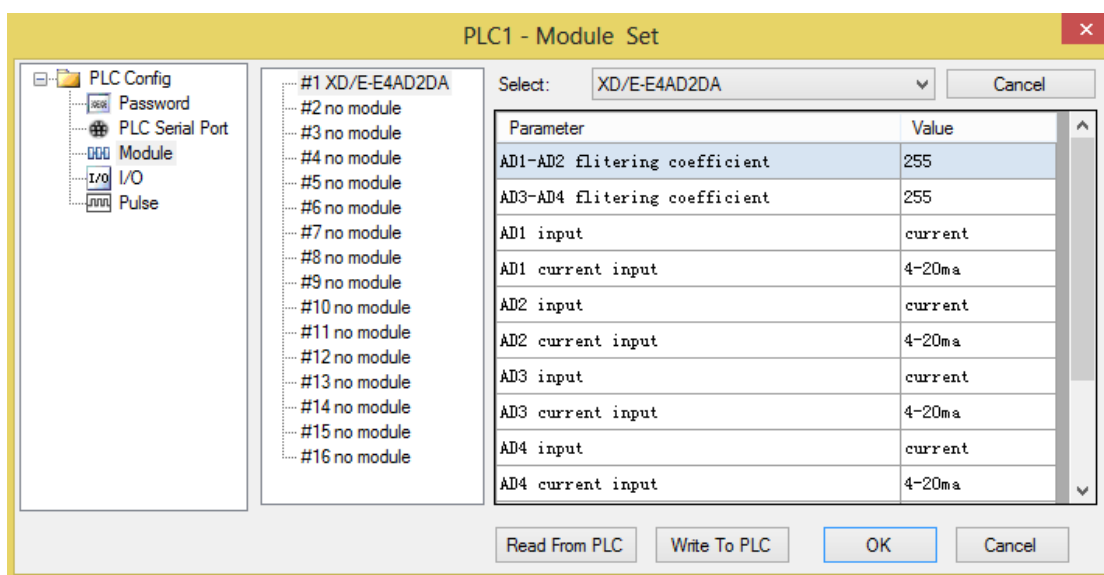 PLC1 - Module Set
PLC Config
Password
PLC Serial Port
Module
I/O
I/O
Pulse
#1 XD/E-E4AD2DA
#2 no module
#3 no module
#4 no module
#5 no module
#6 no module
#7 no module
#8 no module
#9 no module
#10 no module
#11 no module
#12 no module
#13 no module
#14 no module
#15 no module
#16 no module
Select: XD/E-E4AD2DA Cancel
Parameter Value
AD1-AD2 flitering coefficient 255
AD3-AD4 flitering coefficient 255
AD1 input current
AD1 current input 4-20ma
AD2 input current
AD2 current input 4-20ma
AD3 input current
AD3 current input 4-20ma
AD4 input current
AD4 current input 4-20ma
Read From PLC Write To PLC OK Cancel